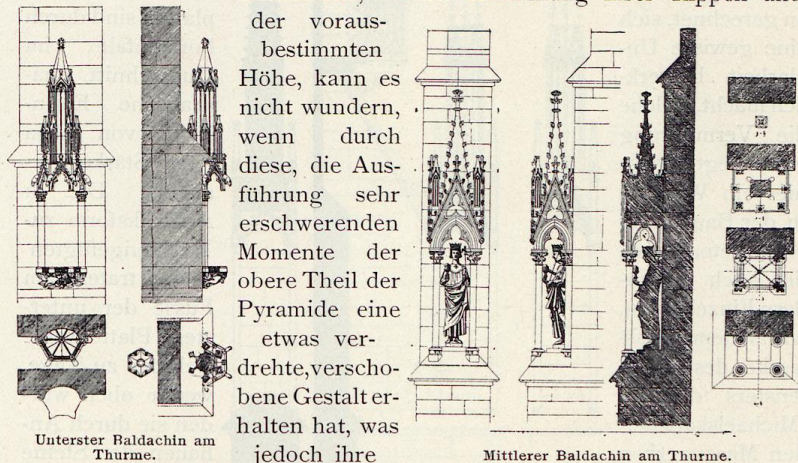 der voraus-
bestimmten
Höhe, kann es
nicht wundern,
wenn durch
diese, die Aus-
führung sehr
erschwerenden
Momente der
obere Theil der
Pyramide eine
etwas ver-
drehte,verscho-
bene Gestalt er-
halten hat, was
jedoch ihre
Unterster Baldachin am
Thurme.
Mittlerer Baldachin am Thurme.